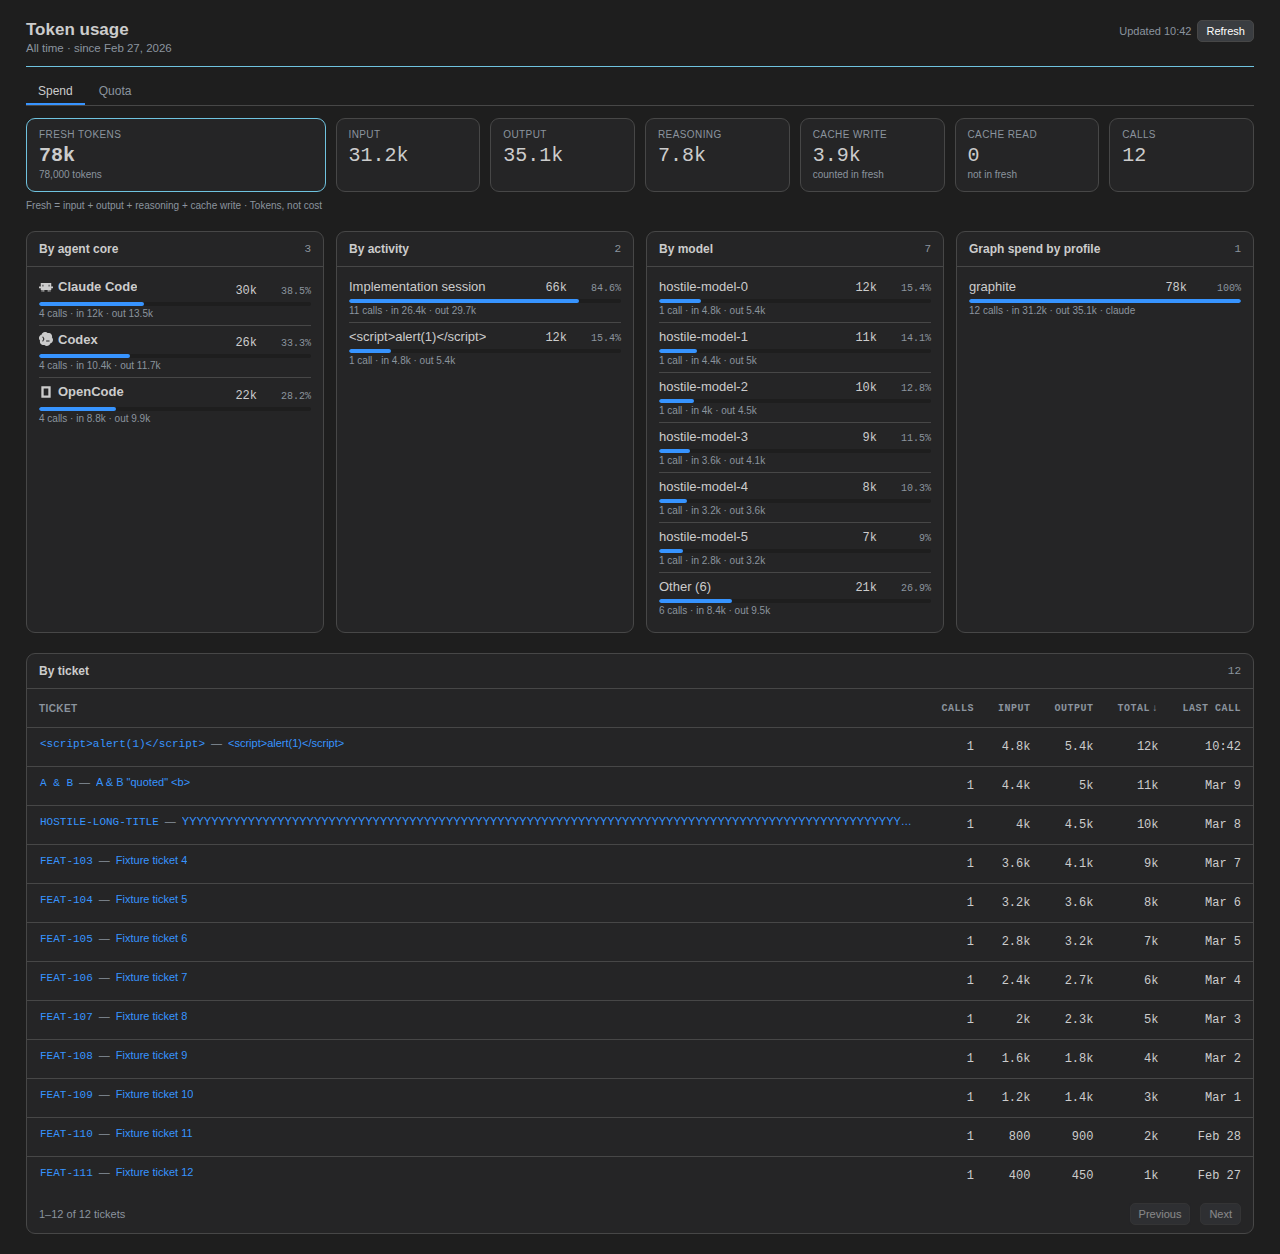 Token usage
All time · since Feb 27, 2026
Updated 10:42 Refresh
Spend Quota
FRESH TOKENS
78k
78,000 tokens
INPUT
31.2k
OUTPUT
35.1k
REASONING
7.8k
CACHE WRITE
3.9k
counted in fresh
CACHE READ
0
not in fresh
CALLS
12
Fresh = input + output + reasoning + cache write · Tokens, not cost
By agent core 3
Claude Code 30k 38.5%
4 calls · in 12k · out 13.5k
Codex 26k 33.3%
4 calls · in 10.4k · out 11.7k
OpenCode 22k 28.2%
4 calls · in 8.8k · out 9.9k
By activity 2
Implementation session 66k 84.6%
11 calls · in 26.4k · out 29.7k
<script>alert(1)</script> 12k 15.4%
1 call · in 4.8k · out 5.4k
By model 7
hostile-model-0 12k 15.4%
1 call · in 4.8k · out 5.4k
hostile-model-1 11k 14.1%
1 call · in 4.4k · out 5k
hostile-model-2 10k 12.8%
1 call · in 4k · out 4.5k
hostile-model-3 9k 11.5%
1 call · in 3.6k · out 4.1k
hostile-model-4 8k 10.3%
1 call · in 3.2k · out 3.6k
hostile-model-5 7k 9%
1 call · in 2.8k · out 3.2k
Other (6) 21k 26.9%
6 calls · in 8.4k · out 9.5k
Graph spend by profile 1
graphite 78k 100%
12 calls · in 31.2k · out 35.1k · claude
By ticket 12
TICKET CALLS INPUT OUTPUT TOTAL↓ LAST CALL
<script>alert(1)</script> — <script>alert(1)</script> 1 4.8k 5.4k 12k 10:42
A & B — A & B "quoted" <b> 1 4.4k 5k 11k Mar 9
HOSTILE-LONG-TITLE — YYYYYYYYYYYYYYYYYYYYYYYYYYYYYYYYYYYYYYYYYYYYYYYYYYYYYYYYYYYYYYYYYYYYYYYYYYYYYYYYYYYYYYYYYYYYYYYYYY… 1 4k 4.5k 10k Mar 8
FEAT-103 — Fixture ticket 4 1 3.6k 4.1k 9k Mar 7
FEAT-104 — Fixture ticket 5 1 3.2k 3.6k 8k Mar 6
FEAT-105 — Fixture ticket 6 1 2.8k 3.2k 7k Mar 5
FEAT-106 — Fixture ticket 7 1 2.4k 2.7k 6k Mar 4
FEAT-107 — Fixture ticket 8 1 2k 2.3k 5k Mar 3
FEAT-108 — Fixture ticket 9 1 1.6k 1.8k 4k Mar 2
FEAT-109 — Fixture ticket 10 1 1.2k 1.4k 3k Mar 1
FEAT-110 — Fixture ticket 11 1 800 900 2k Feb 28
FEAT-111 — Fixture ticket 12 1 400 450 1k Feb 27
1–12 of 12 tickets Previous Next